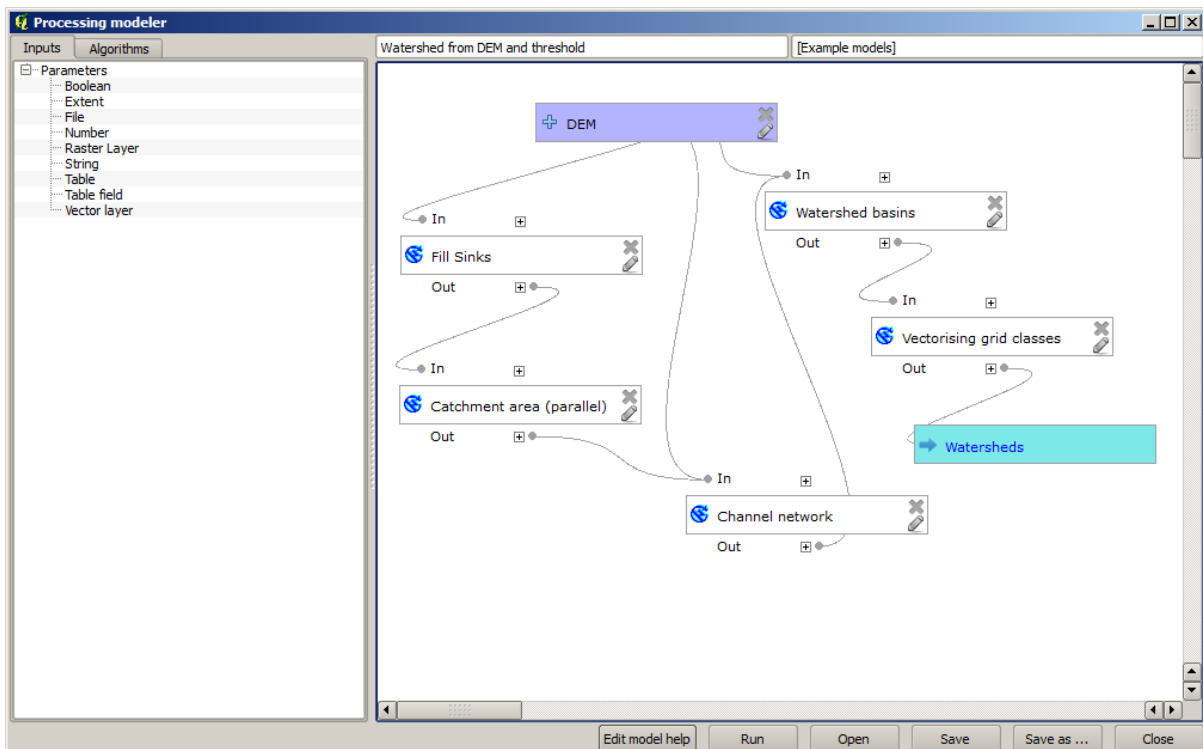 Processing modeler
Inputs
Algorithms
Watershed from DEM and threshold
[Example models]
Parameters
Boolean
Extent
File
Number
Raster Layer
String
Table
Table field
Vector layer
DEM
In
Watershed basins
Out
In
Fill Sinks
Out
In
Vectorising grid classes
Out
In
Catchment area (parallel)
Out
Watersheds
In
Channel network
Out
Edit model help
Run
Open
Save
Save as ...
Close